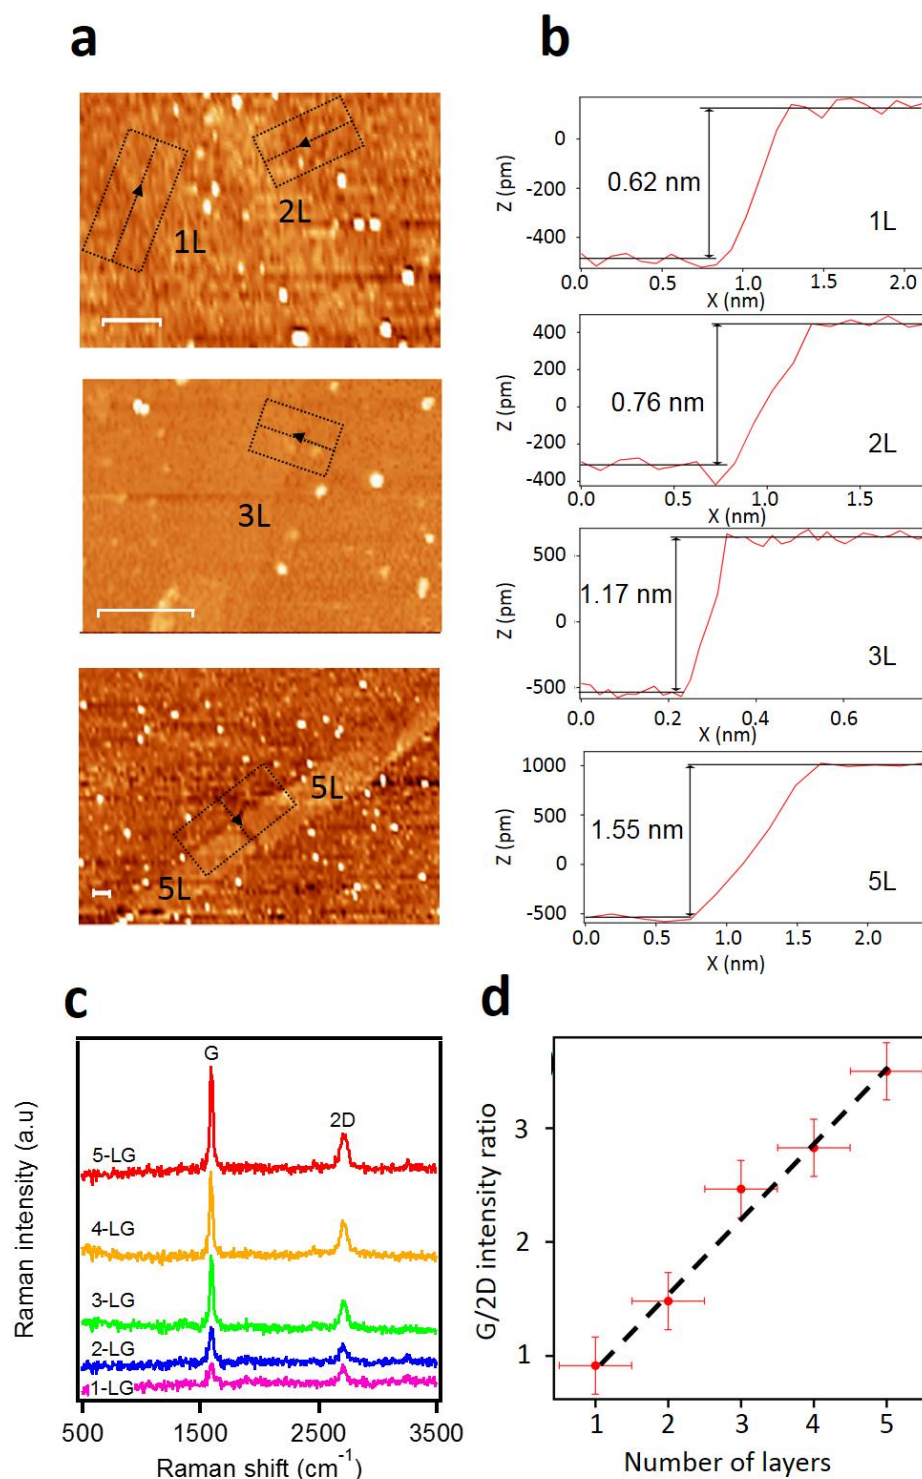 a
b
1L
2L
3L
5L
5L
Z (pm)
0
-200
-400
0.62 nm
1L
0.0 0.5 1.0 1.5 2.0
X (nm)
Z (pm)
400
200
0
-200
-400
0.76 nm
2L
0.0 0.5 1.0 1.5
X (nm)
Z (pm)
500
0
-500
1.17 nm
3L
0.0 0.2 0.4 0.6
X (nm)
Z (pm)
1000
500
0
-500
1.55 nm
5L
0.0 0.5 1.0 1.5 2.0
X (nm)
c
d
Raman intensity (a.u)
G
2D
5-LG
4-LG
3-LG
2-LG
1-LG
500 1500 2500 3500
Raman shift (cm⁻¹)
G/2D intensity ratio
3
2
1
1 2 3 4 5
Number of layers